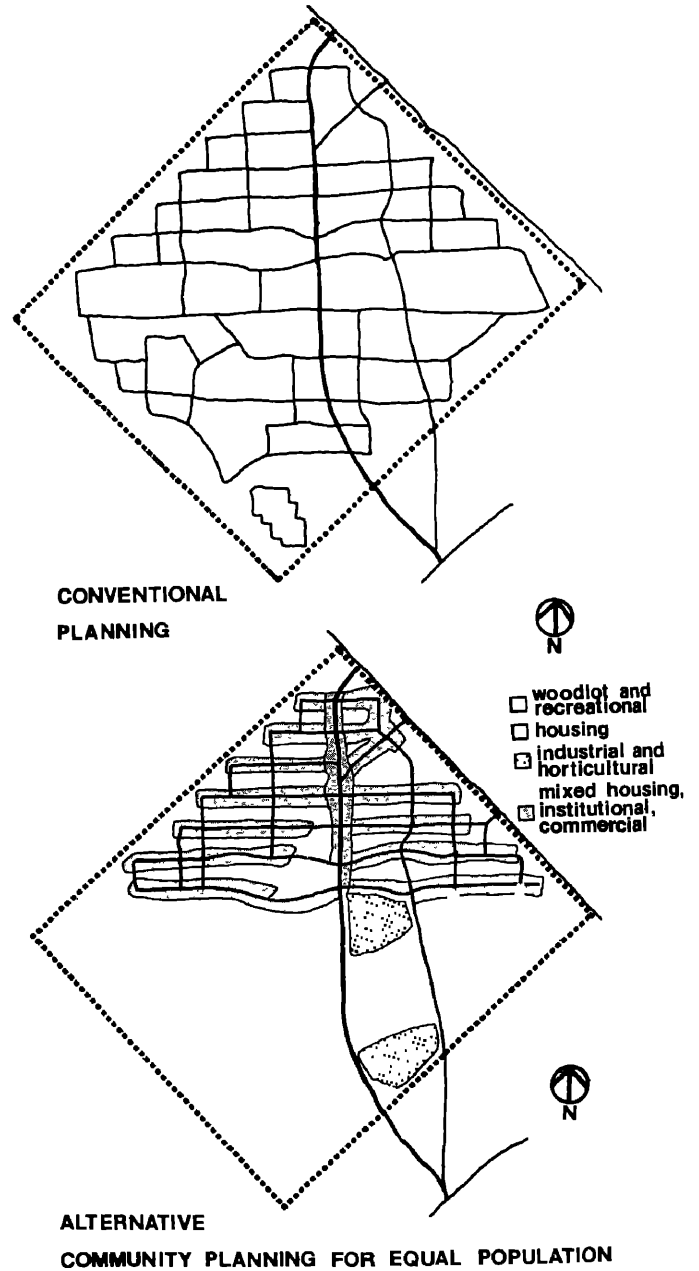 CONVENTIONAL
PLANNING
N
woodlot and
recreational
housing
industrial and
horticultural
mixed housing,
institutional,
commercial
N
ALTERNATIVE
COMMUNITY PLANNING FOR EQUAL POPULATION